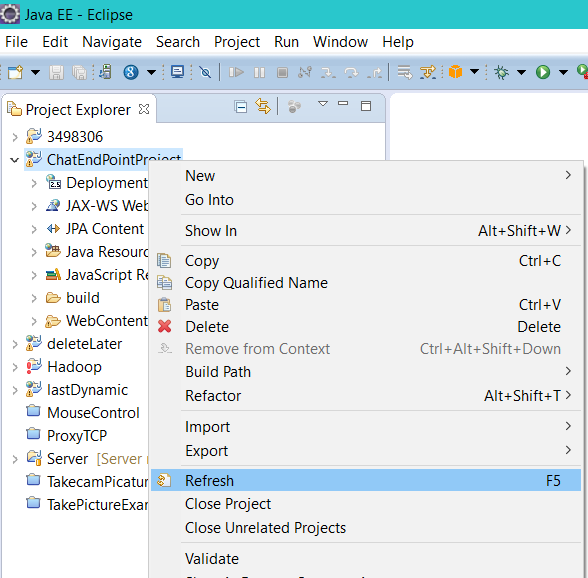 Java EE - Eclipse
File Edit Navigate Search Project Run Window Help
Project Explorer
3498306
ChatEndPointProject
Deployment
JAX-WS Web
JPA Content
Java Resourc
JavaScript Re
build
WebContent
deleteLater
Hadoop
lastDynamic
MouseControl
ProxyTCP
Server [Server
TakecamPicatur
TakePictureExar
New
Go Into
Show In Alt+Shift+W
Copy Ctrl+C
Copy Qualified Name
Paste Ctrl+V
Delete Delete
Remove from Context Ctrl+Alt+Shift+Down
Build Path
Refactor Alt+Shift+T
Import
Export
Refresh F5
Close Project
Close Unrelated Projects
Validate